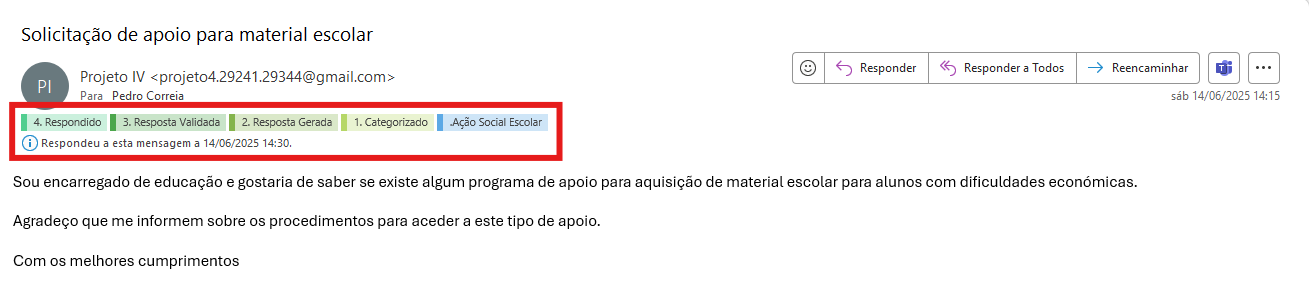 Solicitação de apoio para material escolar
PI
Projeto IV <projeto4.29241.29344@gmail.com>
Para Pedro Correia
Responder
Responder a Todos
Reencaminhar
sáb 14/06/2025 14:15
4. Respondido 3. Resposta Validada 2. Resposta Gerada 1. Categorizado .Ação Social Escolar
Respondeu a esta mensagem a 14/06/2025 14:30.
Sou encarregado de educação e gostaria de saber se existe algum programa de apoio para aquisição de material escolar para alunos com dificuldades económicas.
Agradeço que me informem sobre os procedimentos para aceder a este tipo de apoio.
Com os melhores cumprimentos